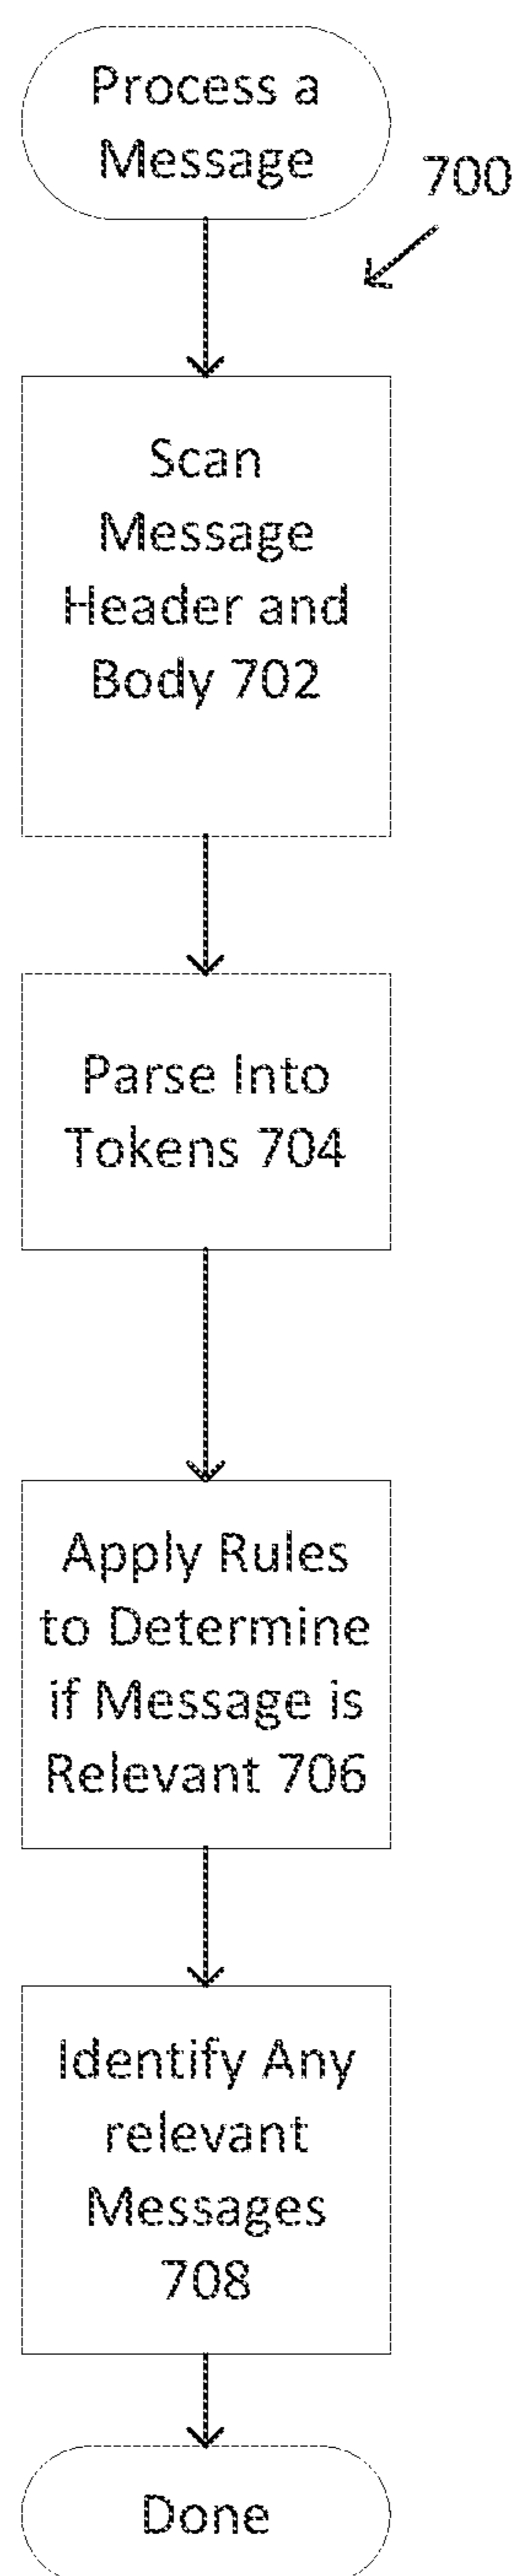 Process a
Message
700
Scan
Message
Header and
Body 702
Parse Into
Tokens 704
Apply Rules
to Determine
if Message is
Relevant 706
Identify Any
relevant
Messages
708
Done